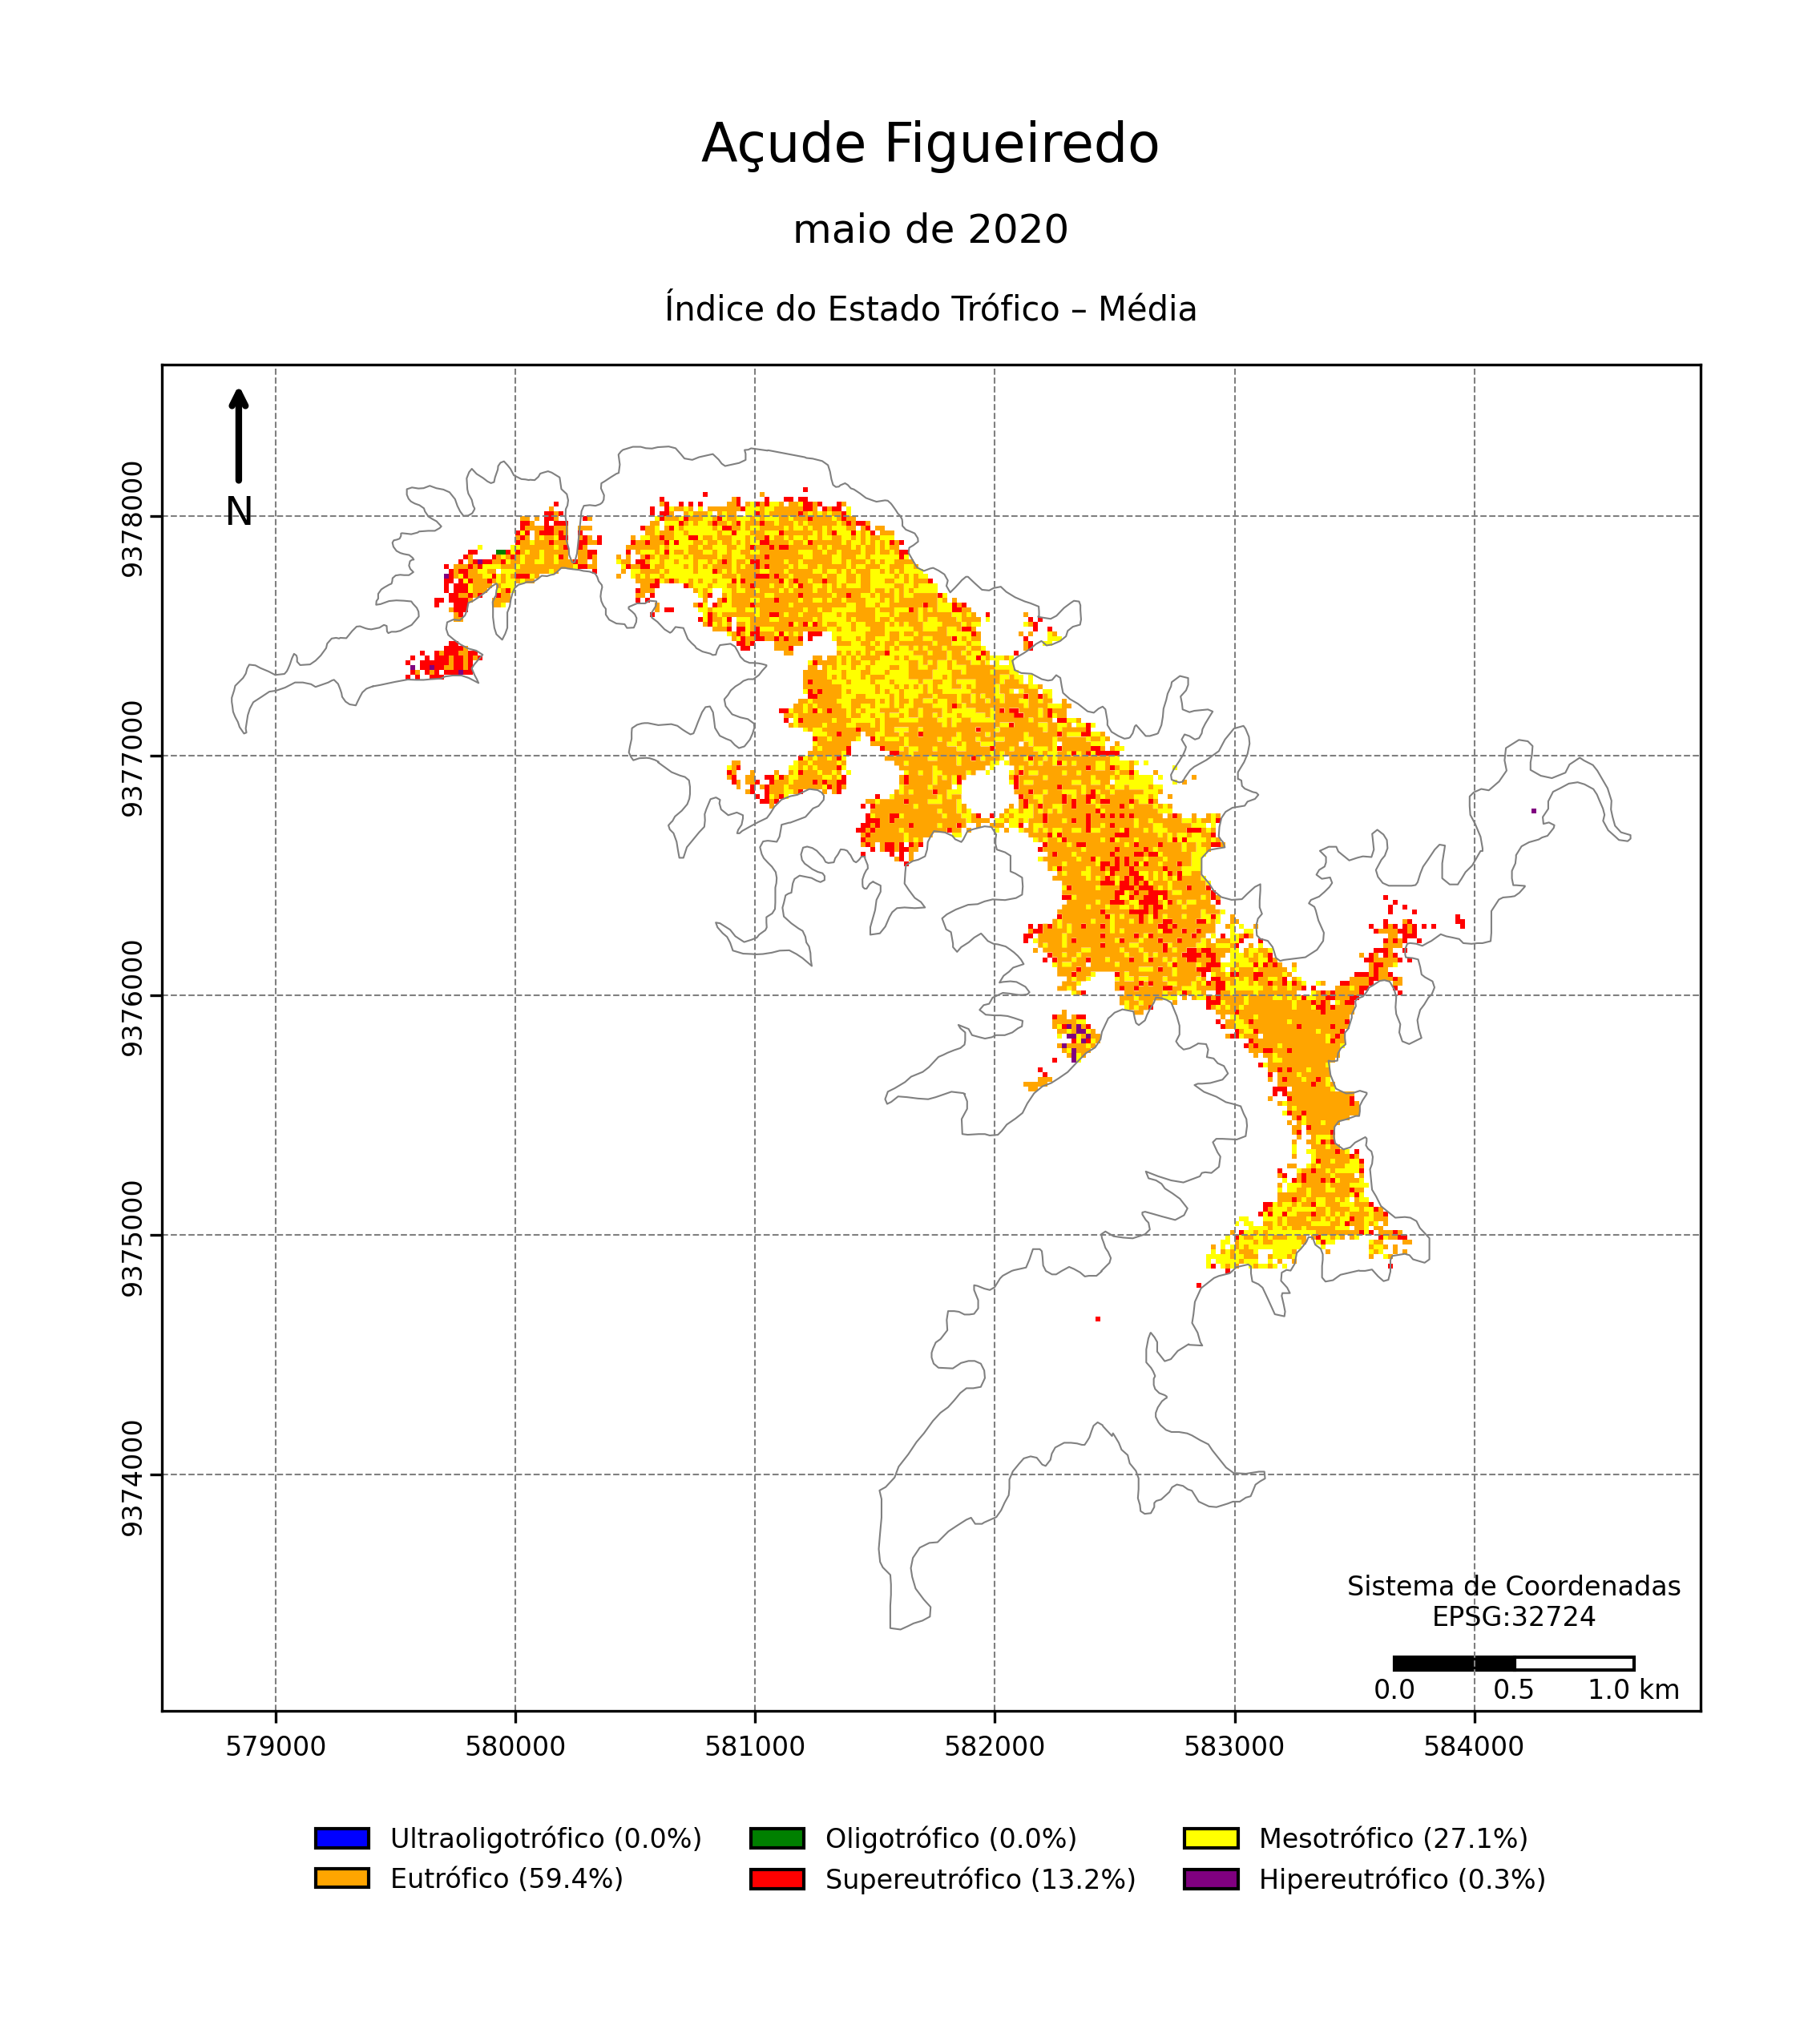 Açude Figueiredo
maio de 2020
Índice do Estado Trófico – Média
N
9378000
9377000
9376000
9375000
9374000
Sistema de Coordenadas
EPSG:32724
0.0 0.5 1.0 km
579000 580000 581000 582000 583000 584000
Ultraoligotrófico (0.0%) Oligotrófico (0.0%) Mesotrófico (27.1%)
Eutrófico (59.4%) Supereutrófico (13.2%) Hipereutrófico (0.3%)